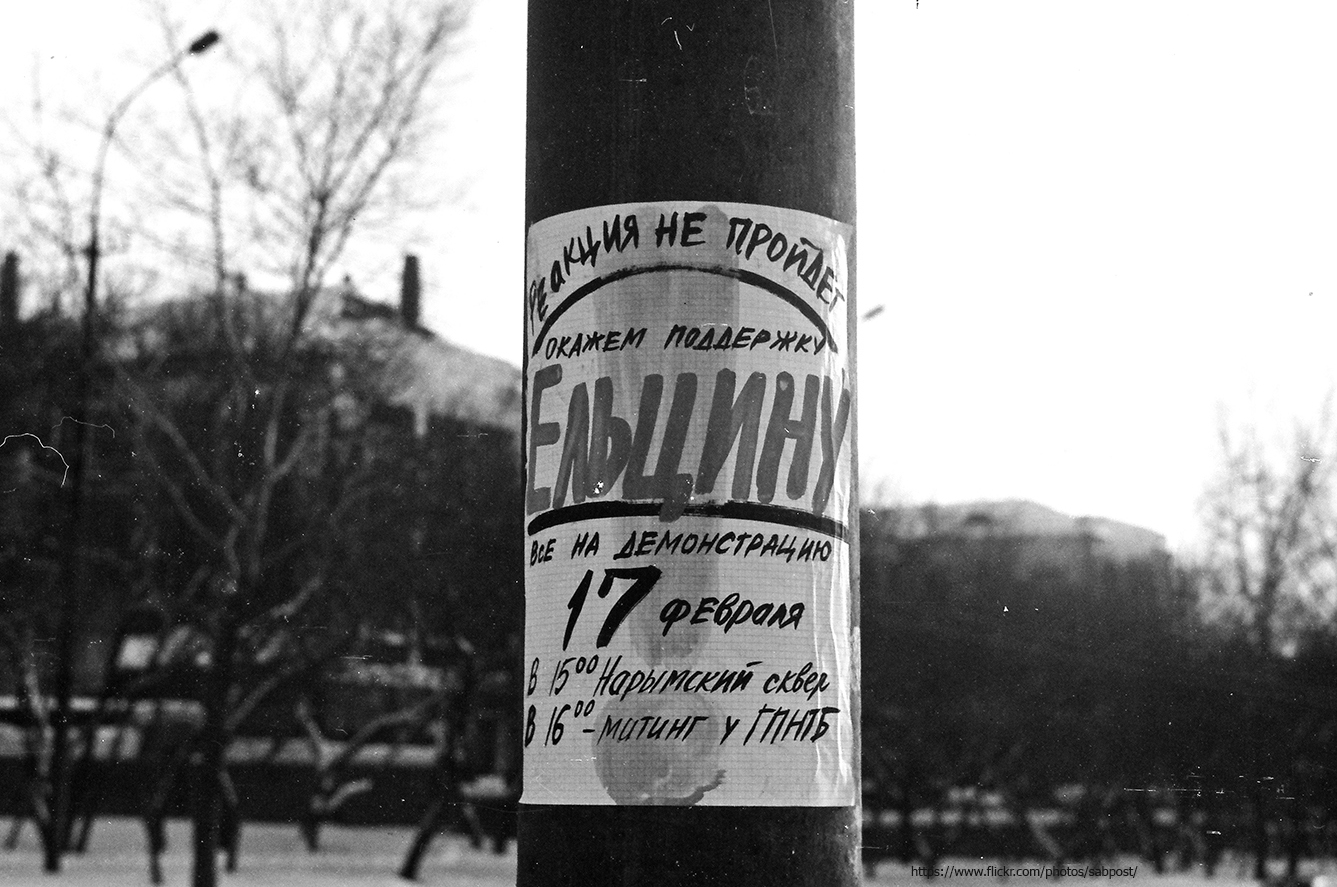 РЕАКЦИЯ НЕ ПРОЙДЕТ
ОКАЖЕМ ПОДДЕРЖКУ
ЕЛЬЦИНУ
ВСЕ НА ДЕМОНСТРАЦИЮ
17 ФЕВРАЛЯ
В 15⁰⁰ Нарымский сквер
В 16⁰⁰ - митинг у ГПНТБ
https://www.flickr.com/photos/sabpost/